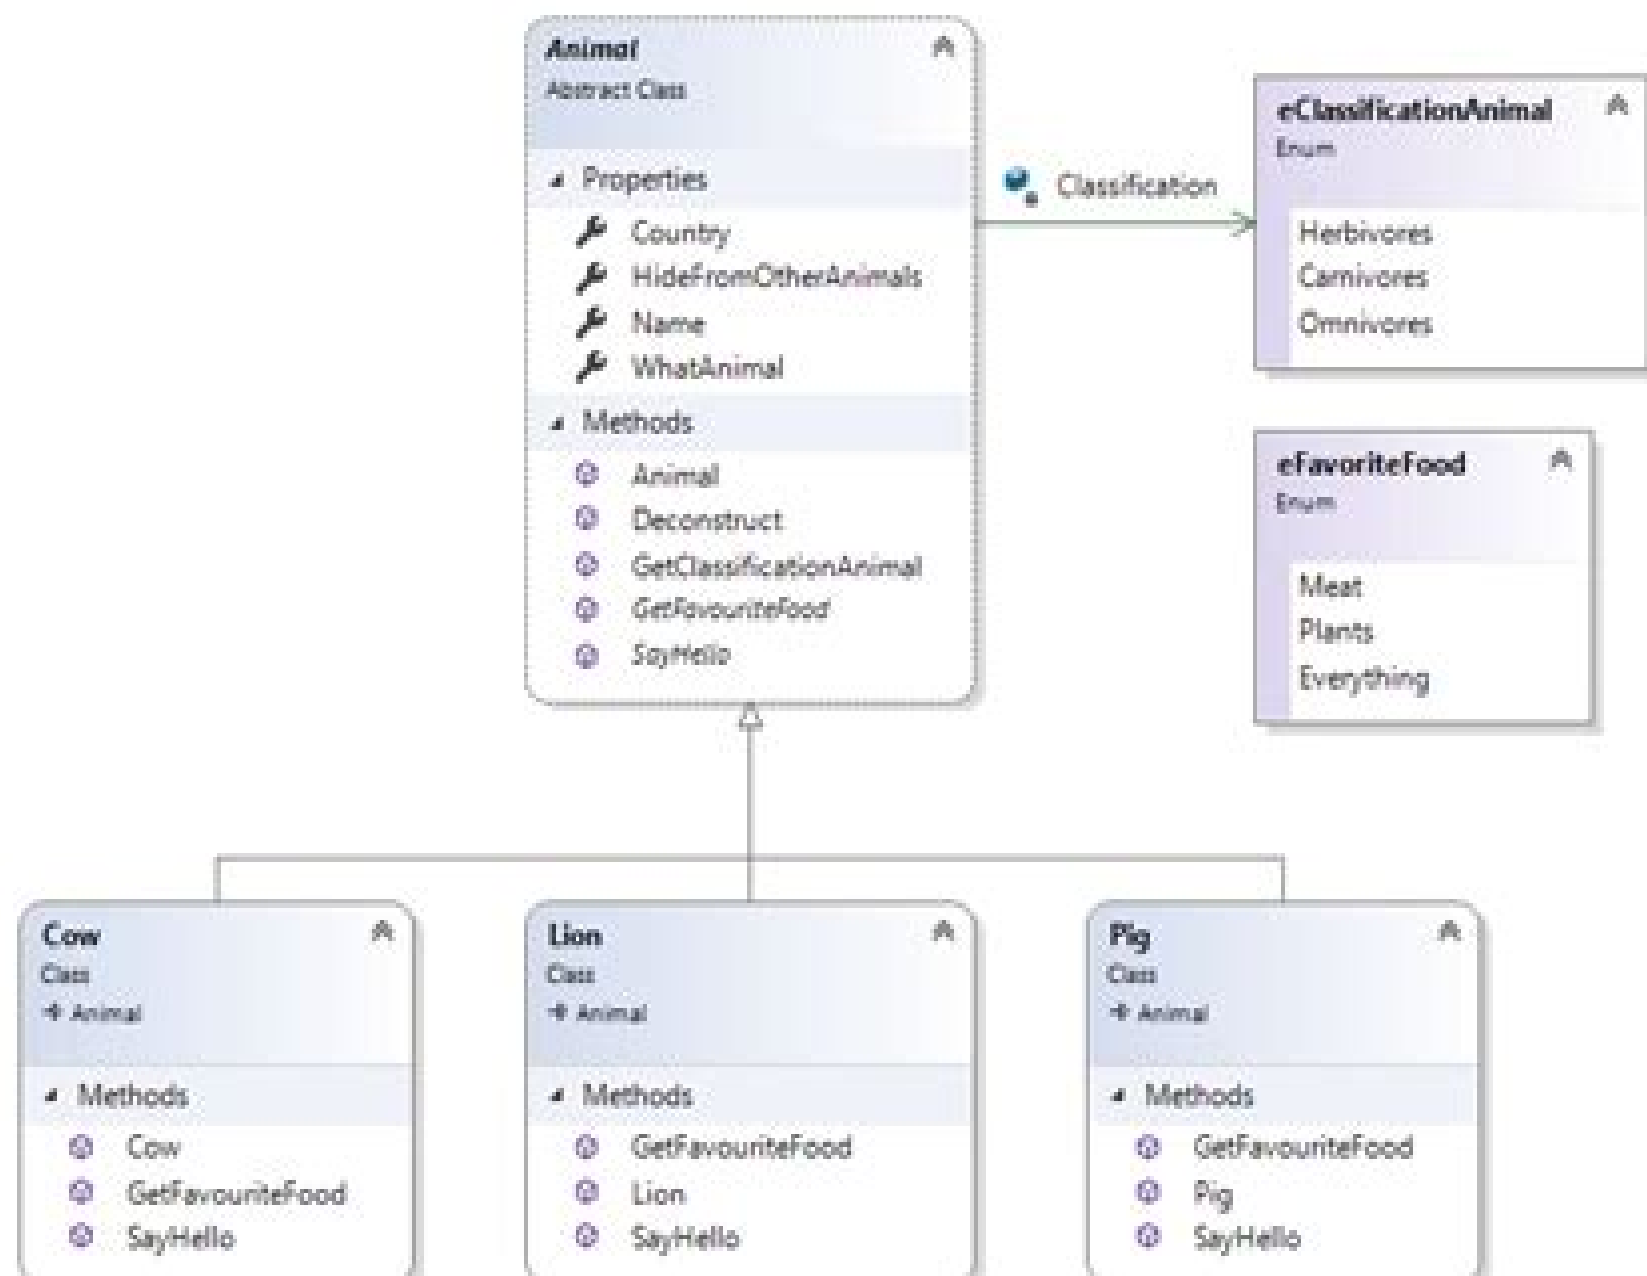 Animal
Abstract Class
Properties
Country
HideFromOtherAnimals
Name
WhatAnimal
Methods
Animal
Deconstruct
GetClassificationAnimal
GetFavouriteFood
SayHello
Classification
eClassificationAnimal
Enum
Herbivores
Carnivores
Omnivores
eFavoriteFood
Enum
Meat
Plants
Everything
Cow
Class
Animal
Methods
Cow
GetFavouriteFood
SayHello
Lion
Class
Animal
Methods
GetFavouriteFood
Lion
SayHello
Pig
Class
Animal
Methods
GetFavouriteFood
Pig
SayHello